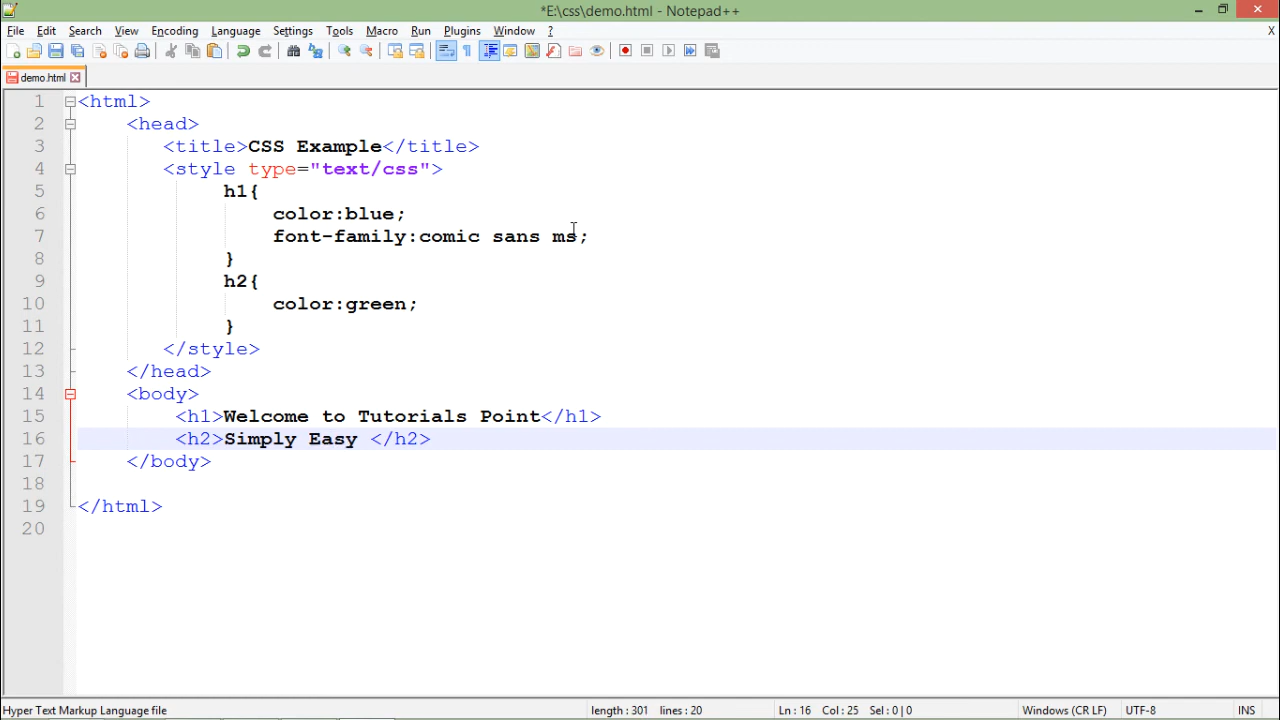 *E:\css\demo.html - Notepad++
File Edit Search View Encoding Language Settings Tools Macro Run Plugins Window ? X
demo.html
1 <html>
2 <head>
3 <title>CSS Example</title>
4 <style type="text/css">
5 h1{
6 color:blue;
7 font-family:comic sans ms;
8 }
9 h2{
10 color:green;
11 }
12 </style>
13 </head>
14 <body>
15 <h1>Welcome to Tutorials Point</h1>
16 <h2>Simply Easy </h2>
17 </body>
18
19 </html>
20
Hyper Text Markup Language file length : 301 lines : 20 Ln : 16 Col : 25 Sel : 0 | 0 Windows (CR LF) UTF-8 INS